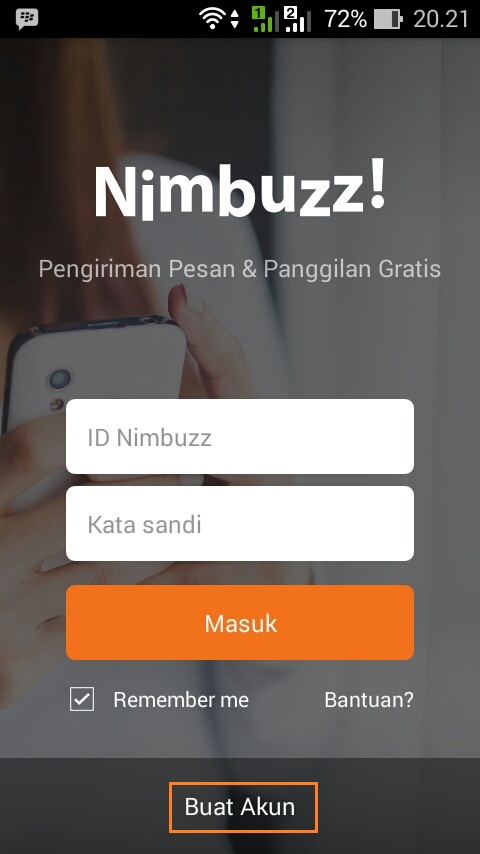 1 2 72% 20.21
Nimbuzz!
Pengiriman Pesan & Panggilan Gratis
ID Nimbuzz
Kata sandi
Masuk
Remember me Bantuan?
Buat Akun